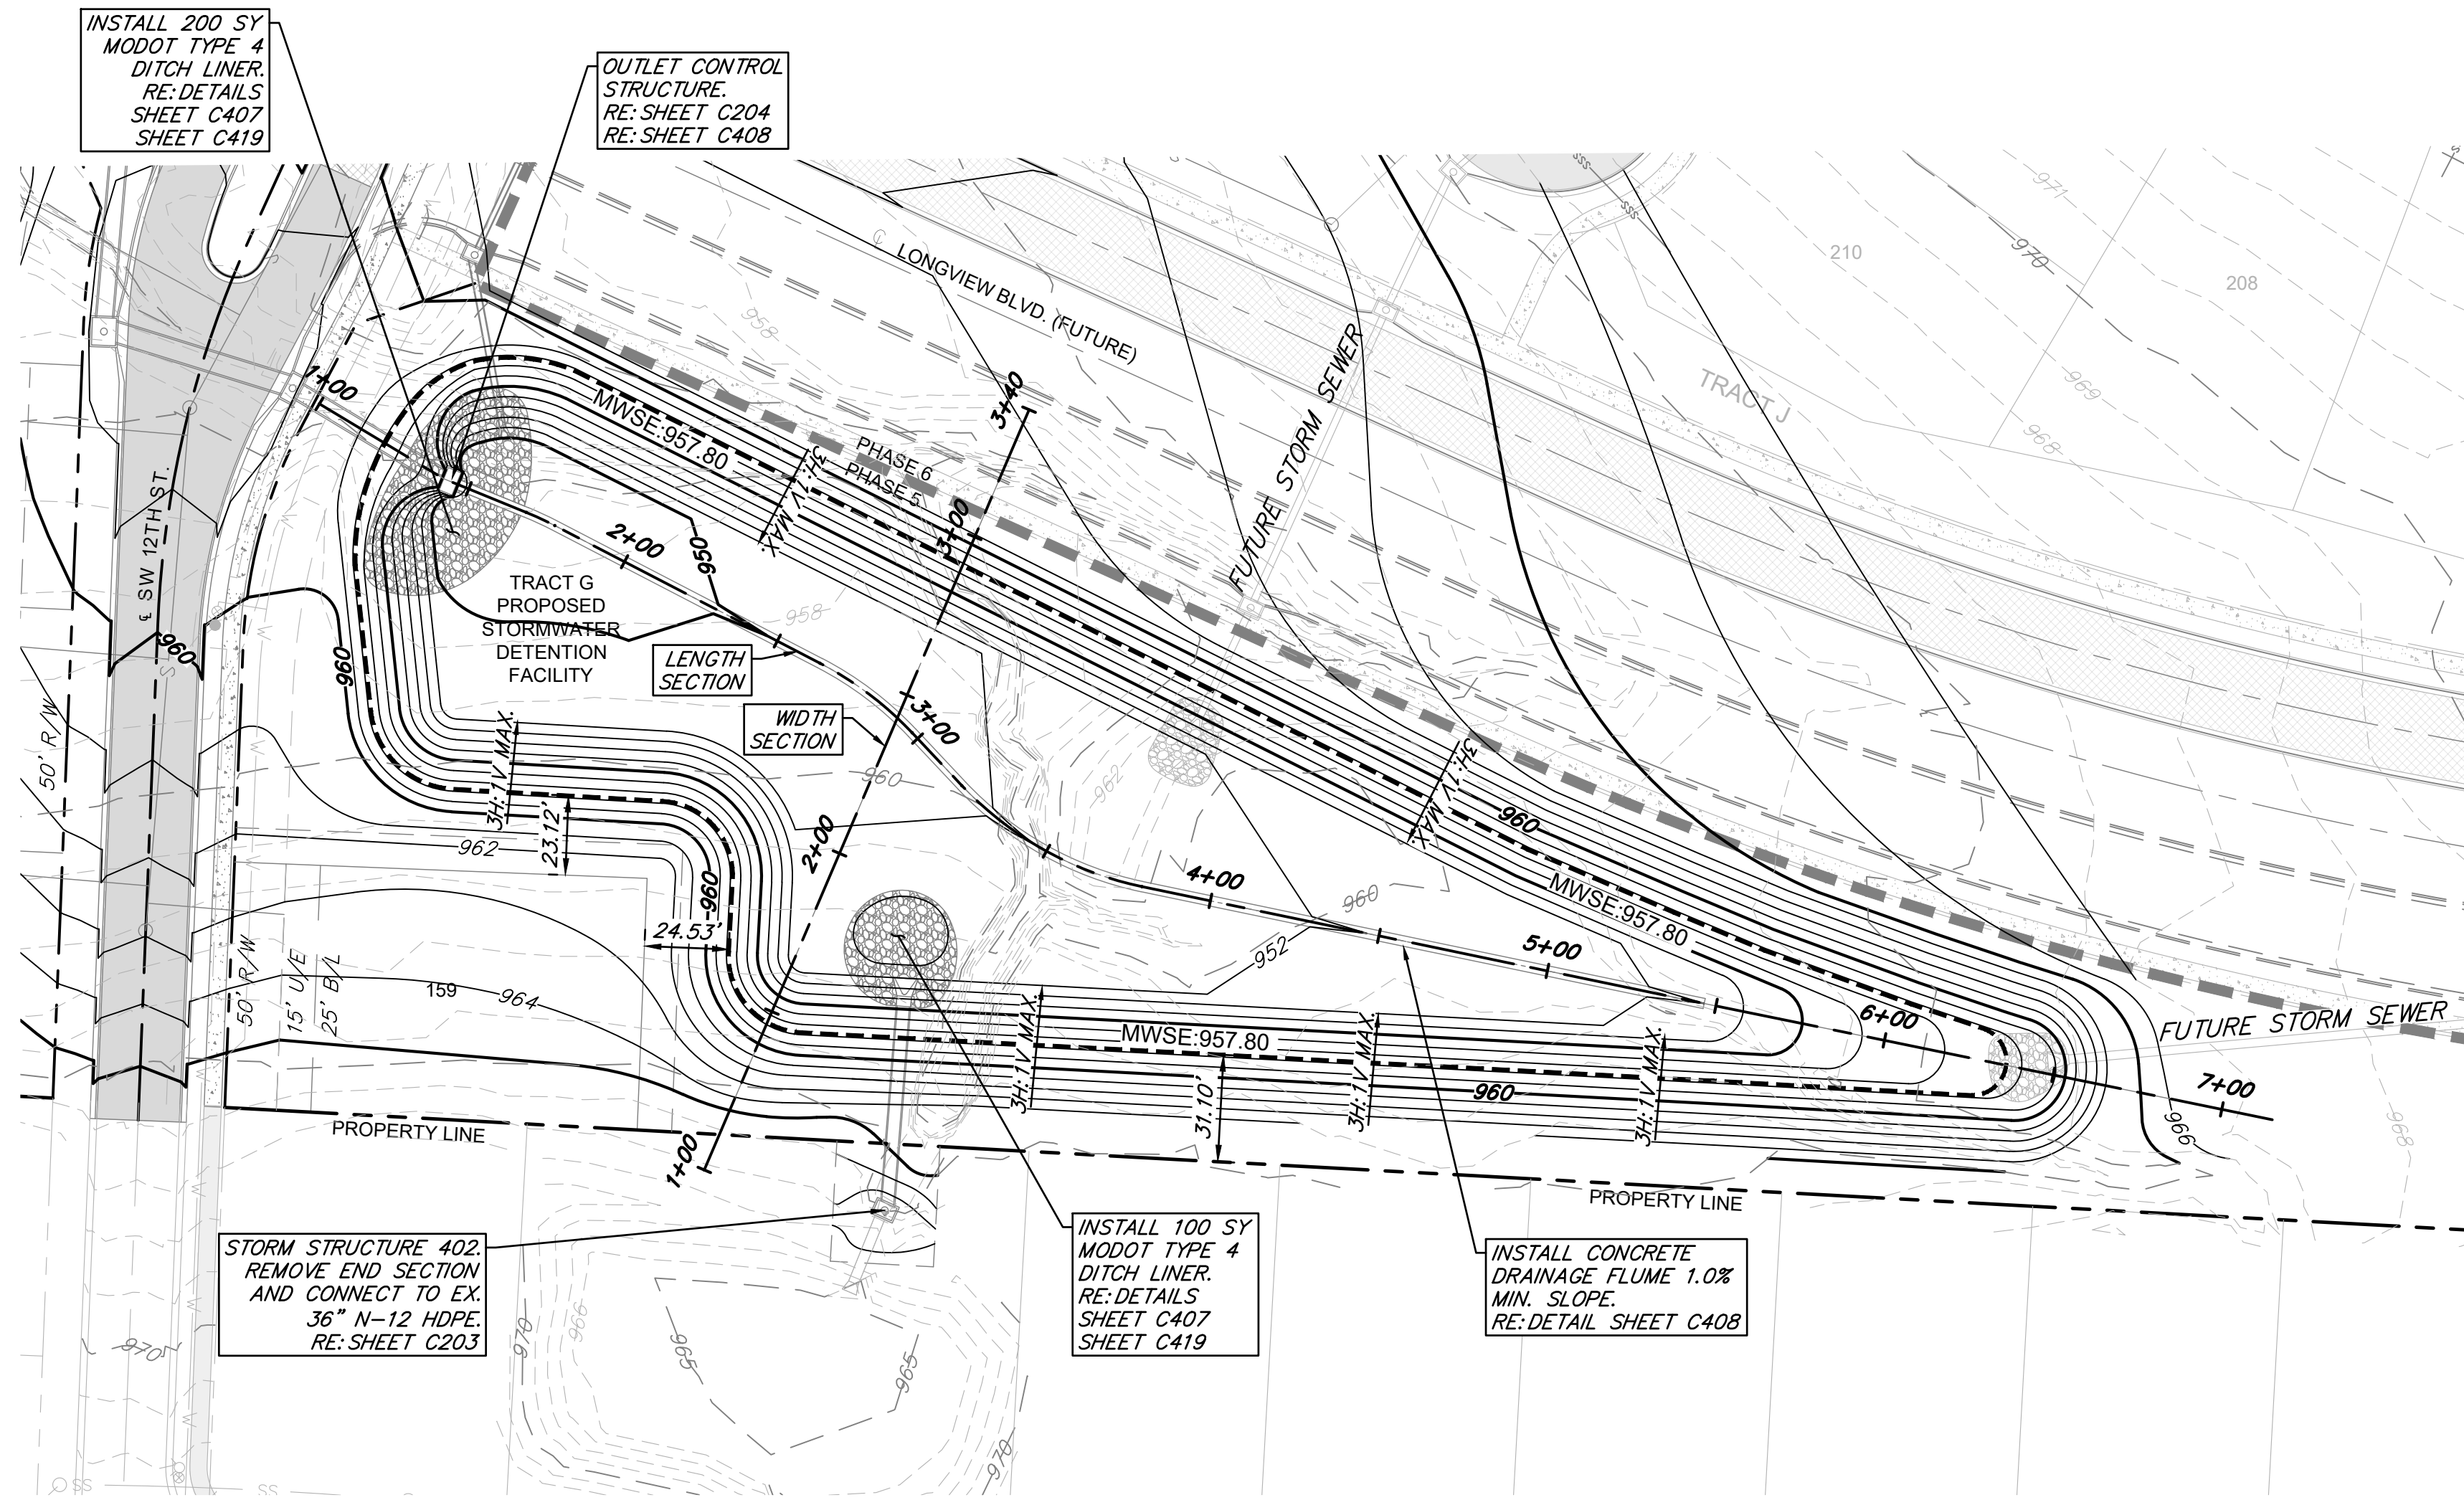 INSTALL 200 SY
MODOT TYPE 4
DITCH LINER.
RE: DETAILS
SHEET C407
SHEET C419
OUTLET CONTROL
STRUCTURE.
RE: SHEET C204
RE: SHEET C408
971
970
210
208
℄ LONGVIEW BLVD. (FUTURE)
958
FUTURE STORM SEWER
TRACT J
969
968
1+00
MWSE:957.80
3+40
PHASE 6
PHASE 5
3H:1V MAX.
3+00
2+00
950
℄ SW 12TH ST.
960
TRACT G
PROPOSED
STORMWATER
DETENTION
FACILITY
958
LENGTH
SECTION
960
50' R/W
WIDTH
SECTION
3+00
960
962
3H:1V MAX.
3H:1V MAX.
960
23.12'
962
2+00
960
4+00
960
MWSE:957.80
24.53'
952
5+00
50' R/W
15' U/E
25' B/L
159
964
MWSE:957.80
3H:1V MAX.
3H:1V MAX.
3H:1V MAX.
6+00
FUTURE STORM SEWER
31.10'
960
7+00
966
968
PROPERTY LINE
1+00
PROPERTY LINE
STORM STRUCTURE 402.
REMOVE END SECTION
AND CONNECT TO EX.
36" N-12 HDPE.
RE: SHEET C203
INSTALL 100 SY
MODOT TYPE 4
DITCH LINER.
RE: DETAILS
SHEET C407
SHEET C419
INSTALL CONCRETE
DRAINAGE FLUME 1.0%
MIN. SLOPE.
RE: DETAIL SHEET C408
970
970
966
965
965
970
SS
SS